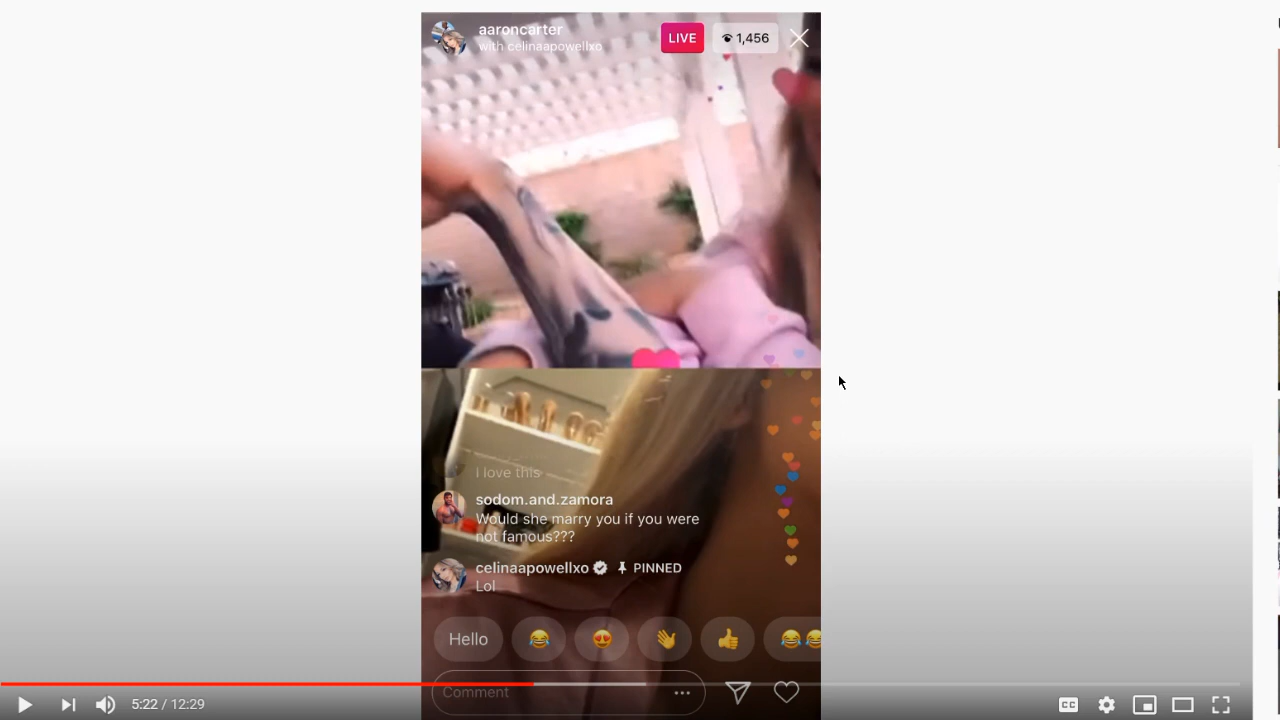 aaroncarter
with celinaapowellxo
LIVE
1,456
i love this
sodom.and.zamora
Would she marry you if you were
not famous???
celinaapowellxo PINNED
Lol
Hello
Comment
5:22 / 12:29
CC